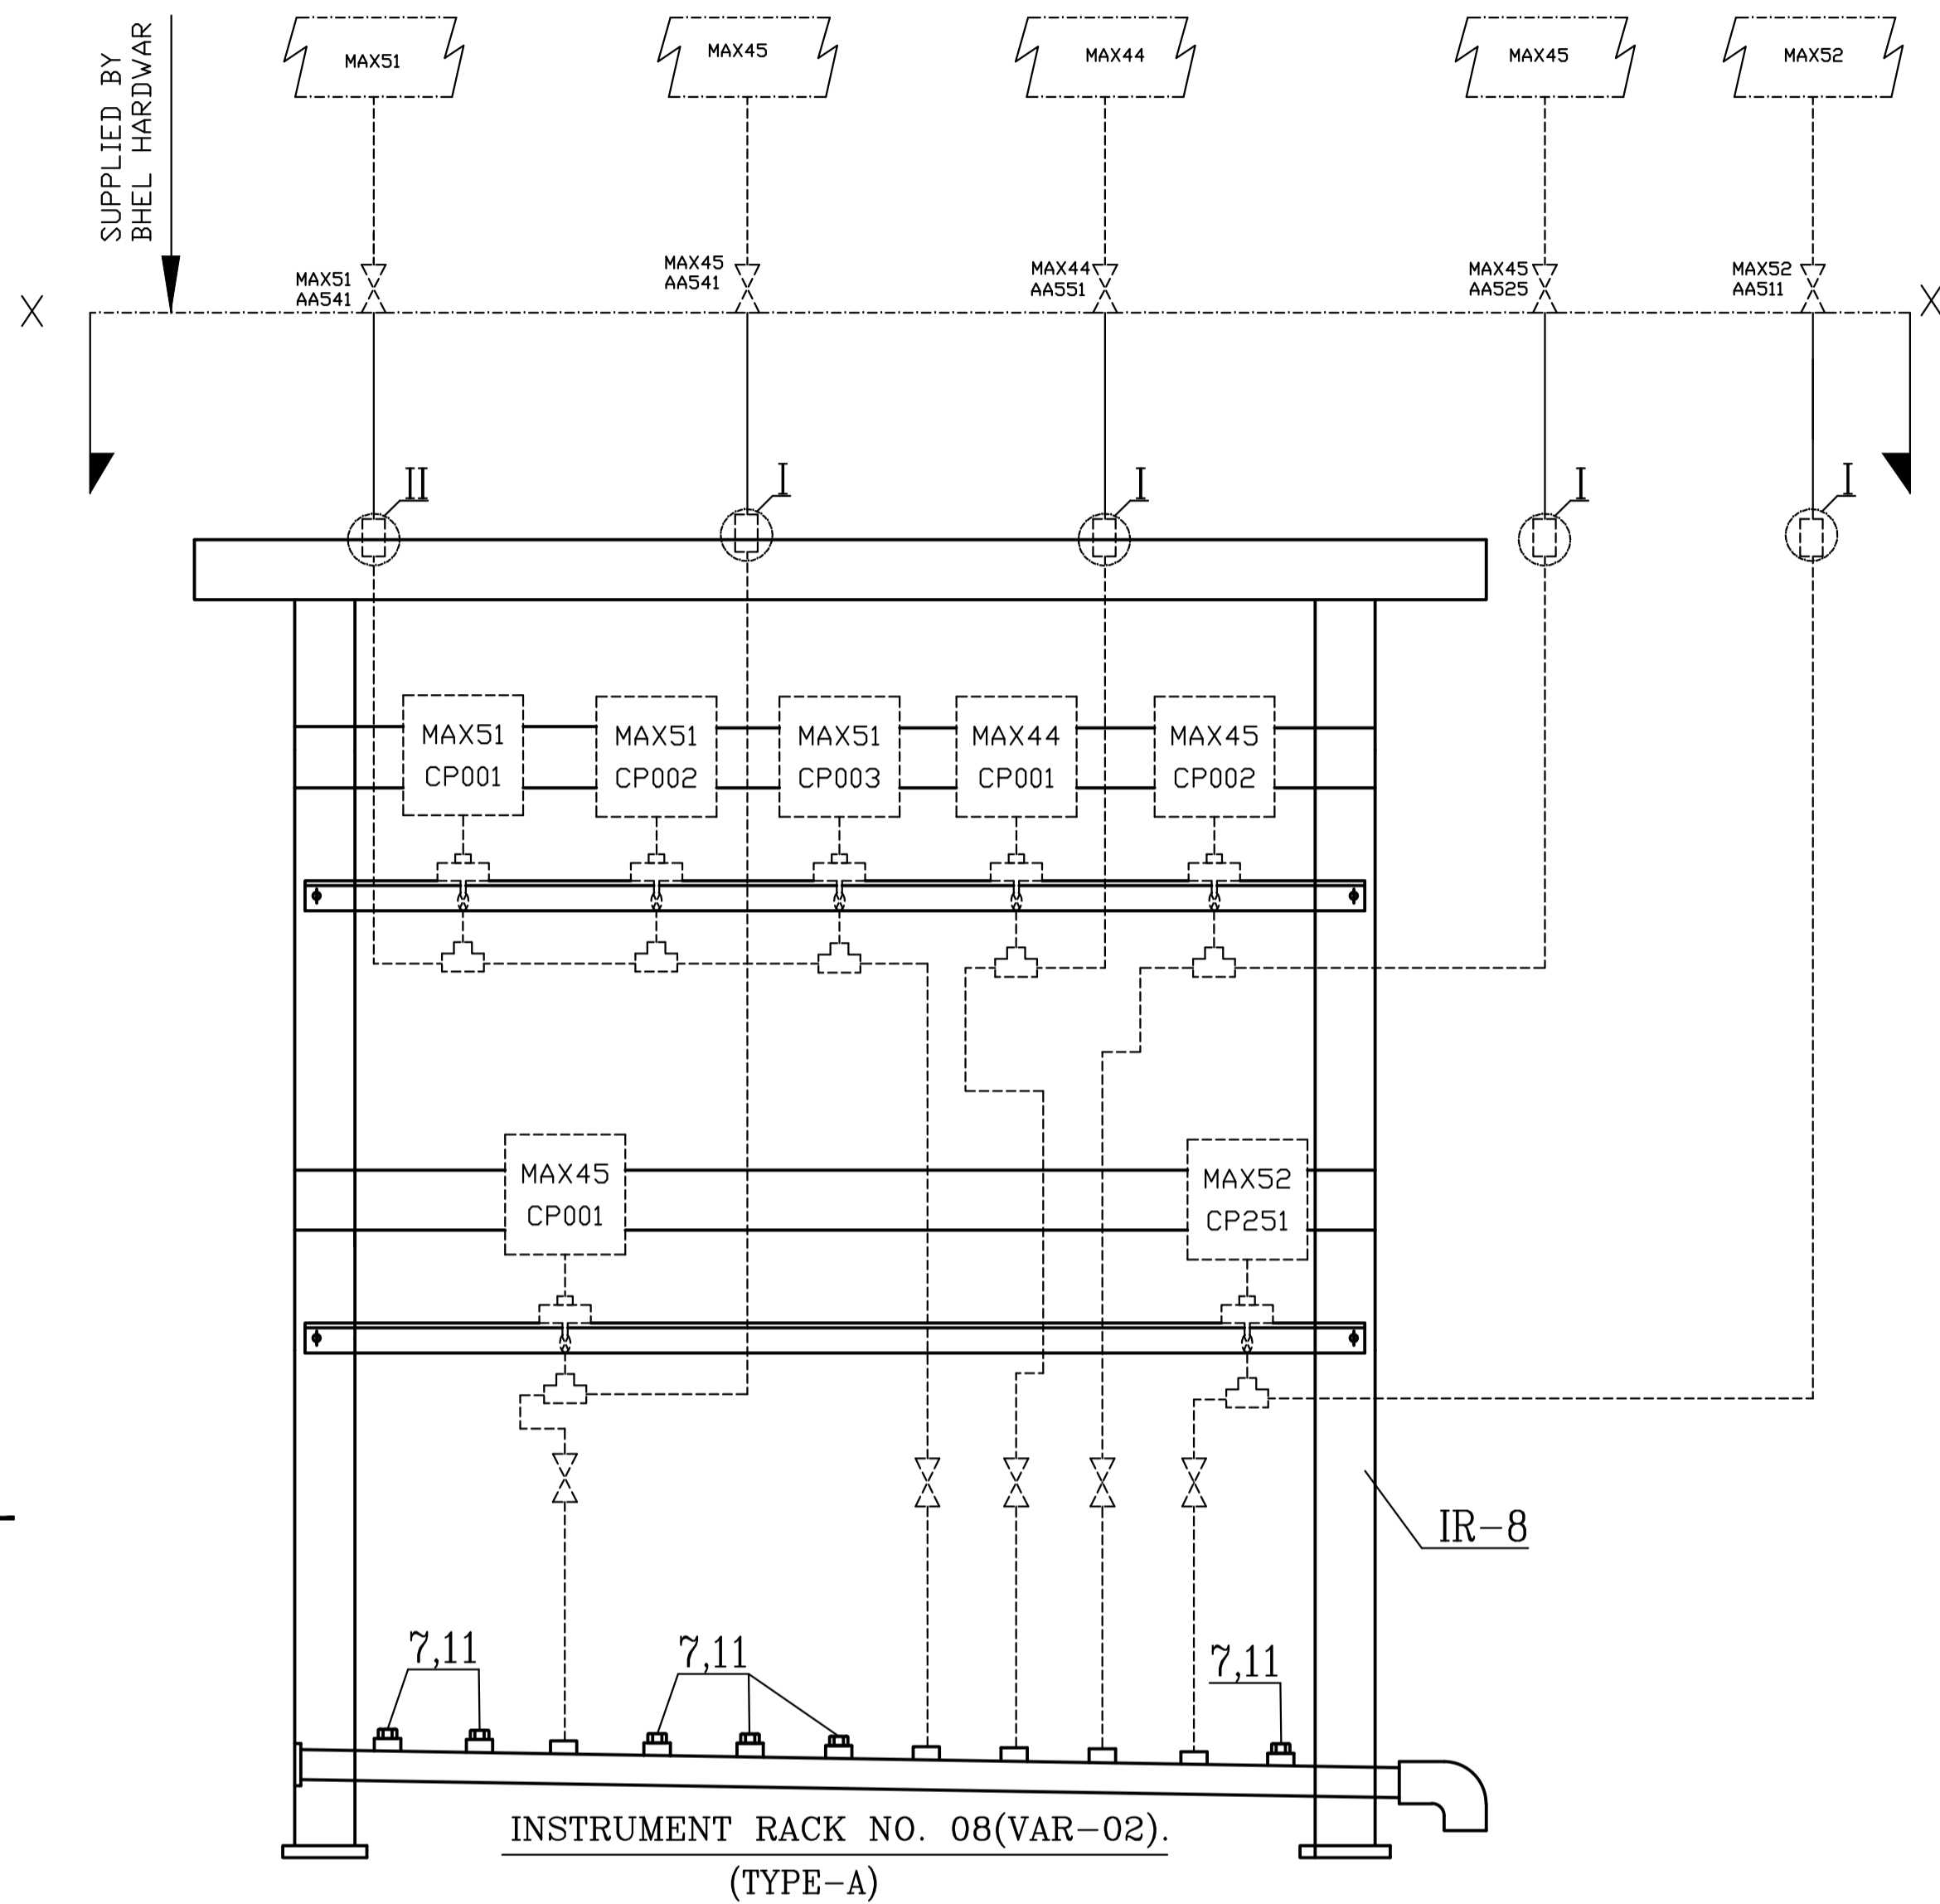 SUPPLIED BY
BHEL HARDWAR
MAX51
MAX45
MAX44
MAX45
MAX52
MAX51
AA541
MAX45
AA541
MAX44
AA551
MAX45
AA525
MAX52
AA511
X
X
II
I
I
I
I
MAX51
CP001
MAX51
CP002
MAX51
CP003
MAX44
CP001
MAX45
CP002
MAX45
CP001
MAX52
CP251
IR-8
7,11
7,11
7,11
INSTRUMENT RACK NO. 08(VAR-02).
(TYPE-A)